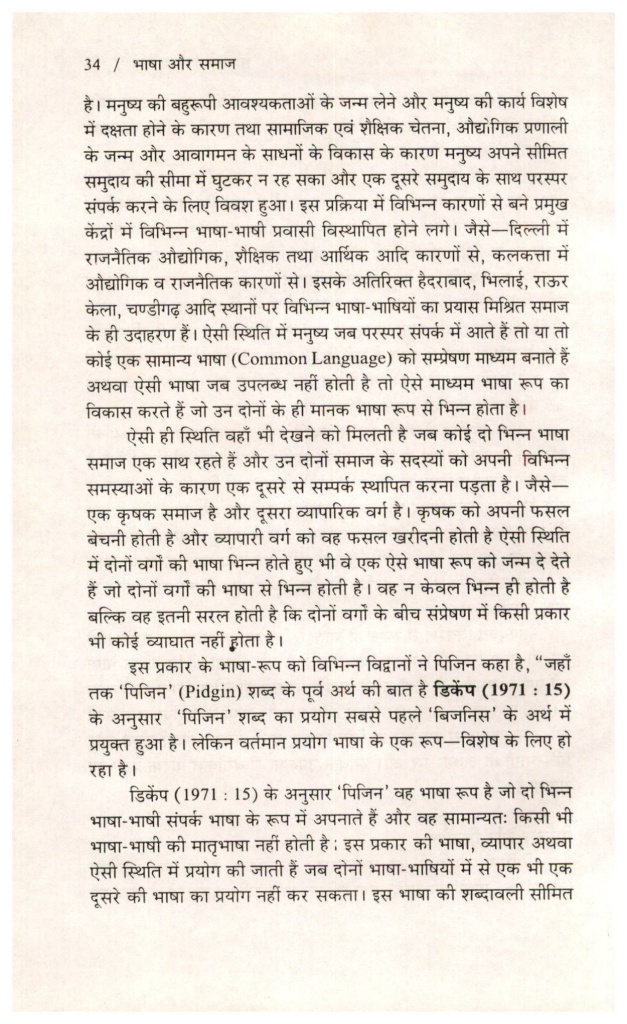 34 / भाषा और समाज
है। मनुष्य की बहुरूपी आवश्यकताओं के जन्म लेने और मनुष्य की कार्य विशेष
में दक्षता होने के कारण तथा सामाजिक एवं शैक्षिक चेतना, औद्योगिक प्रणाली
के जन्म और आवागमन के साधनों के विकास के कारण मनुष्य अपने सीमित
समुदाय की सीमा में घुटकर न रह सका और एक दूसरे समुदाय के साथ परस्पर
संपर्क करने के लिए विवश हुआ। इस प्रक्रिया में विभिन्न कारणों से बने प्रमुख
केंद्रों में विभिन्न भाषा-भाषी प्रवासी विस्थापित होने लगे। जैसे—दिल्ली में
राजनैतिक औद्योगिक, शैक्षिक तथा आर्थिक आदि कारणों से, कलकत्ता में
औद्योगिक व राजनैतिक कारणों से। इसके अतिरिक्त हैदराबाद, भिलाई, राऊर
केला, चण्डीगढ़ आदि स्थानों पर विभिन्न भाषा-भाषियों का प्रयास मिश्रित समाज
के ही उदाहरण हैं। ऐसी स्थिति में मनुष्य जब परस्पर संपर्क में आते हैं तो या तो
कोई एक सामान्य भाषा (Common Language) को सम्प्रेषण माध्यम बनाते हैं
अथवा ऐसी भाषा जब उपलब्ध नहीं होती है तो ऐसे माध्यम भाषा रूप का
विकास करते हैं जो उन दोनों के ही मानक भाषा रूप से भिन्न होता है।
ऐसी ही स्थिति वहाँ भी देखने को मिलती है जब कोई दो भिन्न भाषा
समाज एक साथ रहते हैं और उन दोनों समाज के सदस्यों को अपनी विभिन्न
समस्याओं के कारण एक दूसरे से सम्पर्क स्थापित करना पड़ता है। जैसे—
एक कृषक समाज है और दूसरा व्यापारिक वर्ग है। कृषक को अपनी फसल
बेचनी होती है और व्यापारी वर्ग को वह फसल खरीदनी होती है ऐसी स्थिति
में दोनों वर्गों की भाषा भिन्न होते हुए भी वे एक ऐसे भाषा रूप को जन्म दे देते
हैं जो दोनों वर्गों की भाषा से भिन्न होती है। वह न केवल भिन्न ही होती है
बल्कि वह इतनी सरल होती है कि दोनों वर्गों के बीच संप्रेषण में किसी प्रकार
भी कोई व्याघात नहीं होता है।
इस प्रकार के भाषा-रूप को विभिन्न विद्वानों ने पिजिन कहा है, “जहाँ
तक ‘पिजिन’ (Pidgin) शब्द के पूर्व अर्थ की बात है डिकेंप (1971 : 15)
के अनुसार ‘पिजिन’ शब्द का प्रयोग सबसे पहले ‘बिजनिस’ के अर्थ में
प्रयुक्त हुआ है। लेकिन वर्तमान प्रयोग भाषा के एक रूप—विशेष के लिए हो
रहा है।
डिकेंप (1971 : 15) के अनुसार ‘पिजिन’ वह भाषा रूप है जो दो भिन्न
भाषा-भाषी संपर्क भाषा के रूप में अपनाते हैं और वह सामान्यतः किसी भी
भाषा-भाषी की मातृभाषा नहीं होती है; इस प्रकार की भाषा, व्यापार अथवा
ऐसी स्थिति में प्रयोग की जाती हैं जब दोनों भाषा-भाषियों में से एक भी एक
दूसरे की भाषा का प्रयोग नहीं कर सकता। इस भाषा की शब्दावली सीमित